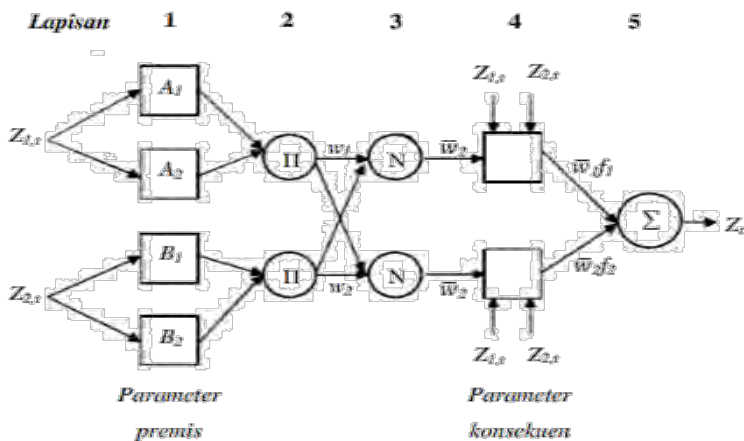 Lapisan 1 2 3 4 5
Z1,t Z2,t
A1
Z1,t
A2
Π w1 N w̅2
w̅1f1
Σ Zt
B1
Z2,t
B2
Π w2 N w̅2
w̅2f2
Z1,t Z2,t
Parameter
premis
Parameter
konsekuen